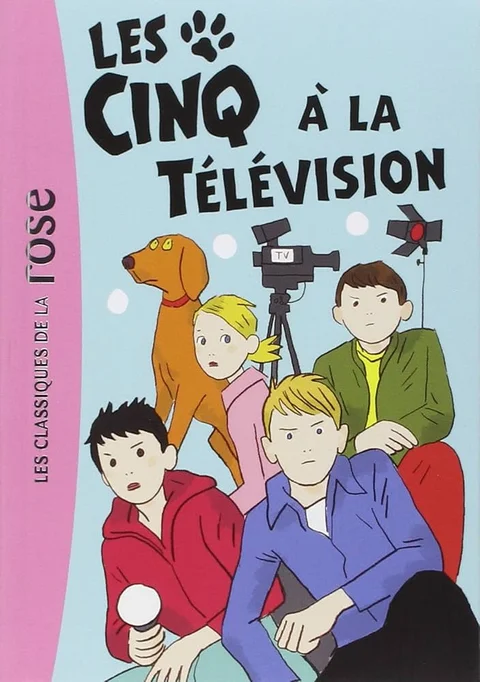 LES
CINQ
À LA
TÉLÉVISION
TV
LES CLASSIQUES DE LA rose